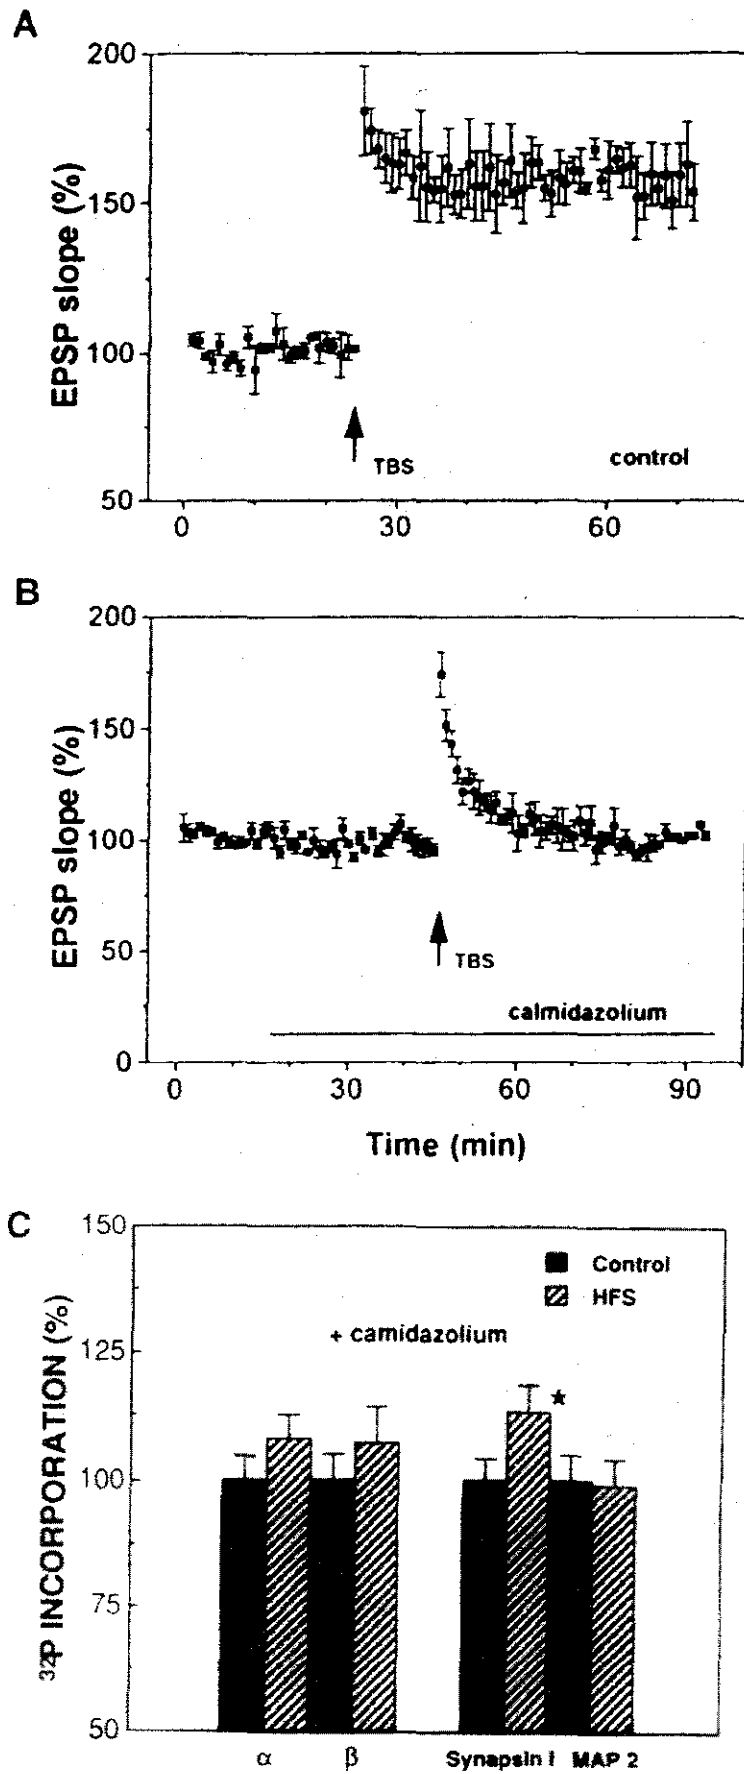 A
200
150
100
50
EPSP slope (%)
TBS
control
0 30 60
B
200
150
100
50
0
EPSP slope (%)
TBS
calmidazolium
0 30 60 90
Time (min)
C
150
125
100
75
50
32P INCORPORATION (%)
Control
HFS
+ camidazolium
★
α β Synapsin I MAP 2